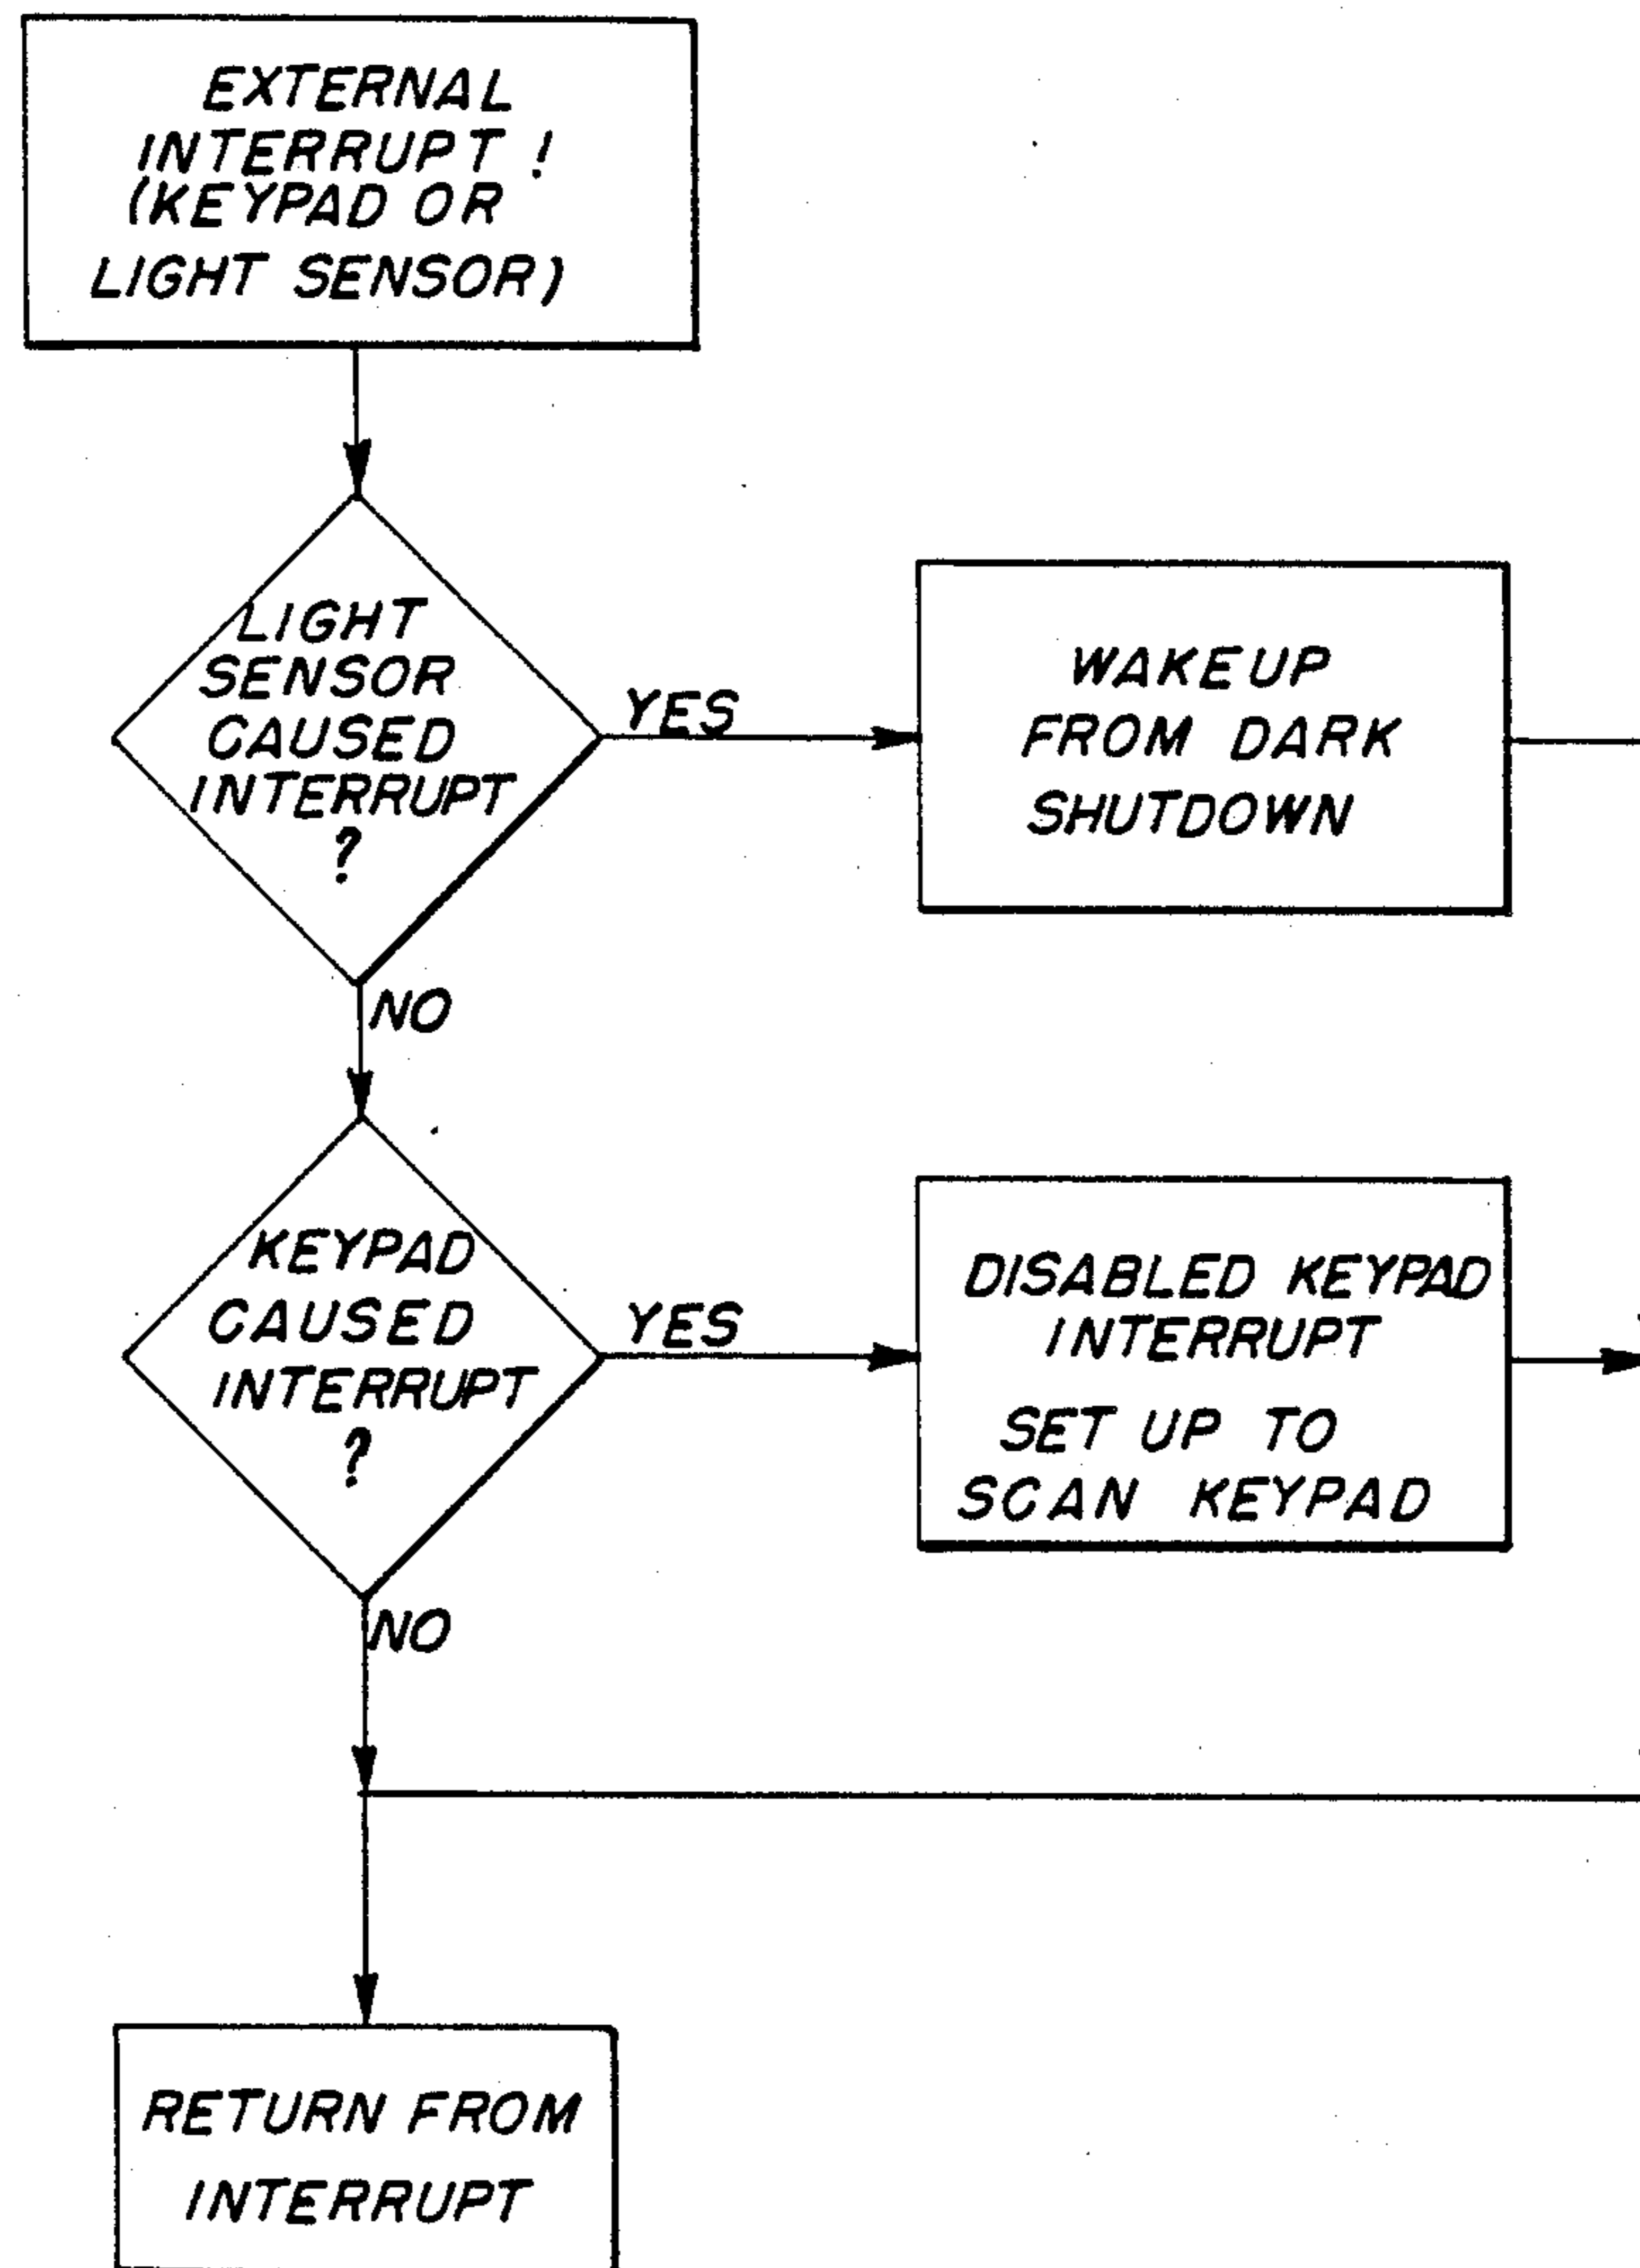 EXTERNAL
INTERRUPT !
(KEYPAD OR
LIGHT SENSOR)
LIGHT
SENSOR
CAUSED
INTERRUPT
?
YES
WAKEUP
FROM DARK
SHUTDOWN
NO
KEYPAD
CAUSED
INTERRUPT
?
YES
DISABLED KEYPAD
INTERRUPT
SET UP TO
SCAN KEYPAD
NO
RETURN FROM
INTERRUPT